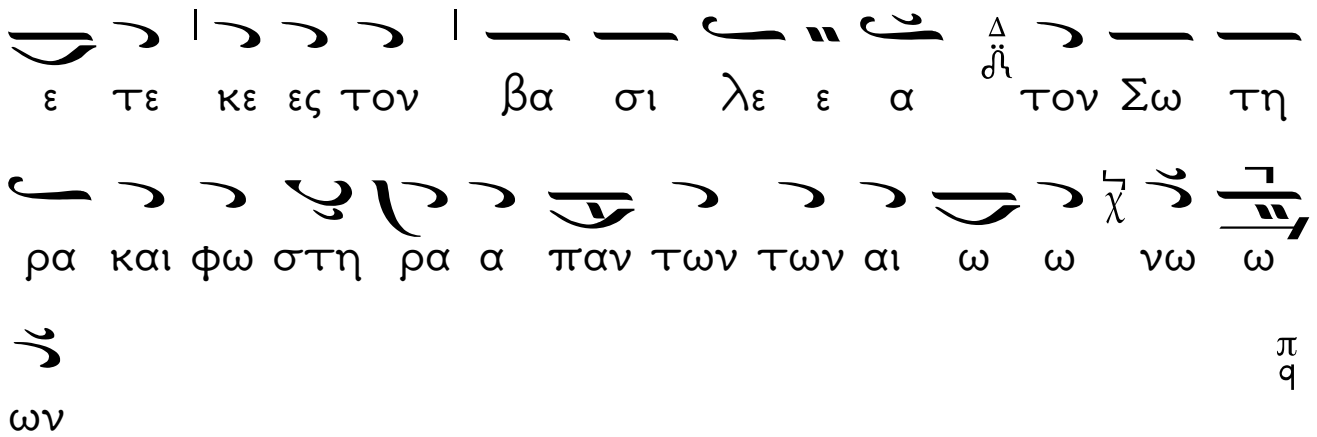 ε τε κε ες τον βα σι λε ε α Δ τον Σω τη
ρα και φω στη ρα α παν των των αι ω ω χ νω ω
ων π q